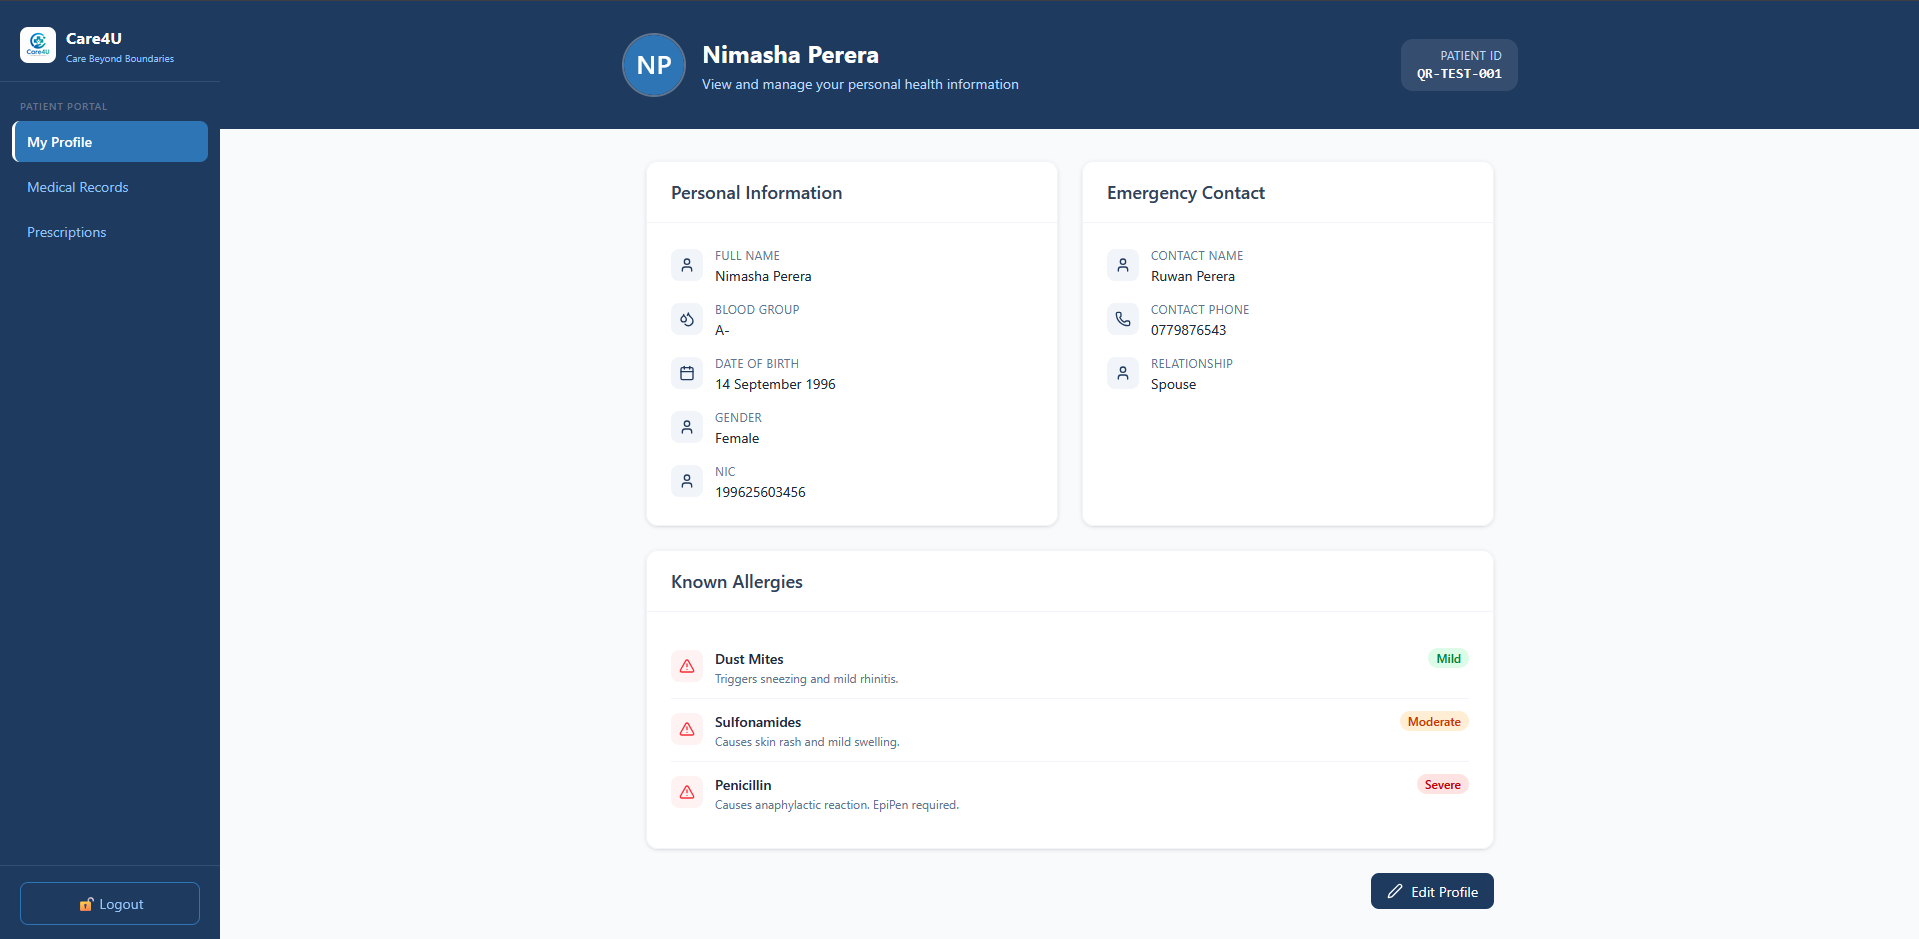 Care4U
Care4U
Care Beyond Boundaries
PATIENT PORTAL
My Profile
Medical Records
Prescriptions
Logout
NP
Nimasha Perera
View and manage your personal health information
PATIENT ID
QR-TEST-001
Personal Information
FULL NAME
Nimasha Perera
BLOOD GROUP
A-
DATE OF BIRTH
14 September 1996
GENDER
Female
NIC
199625603456
Emergency Contact
CONTACT NAME
Ruwan Perera
CONTACT PHONE
0779876543
RELATIONSHIP
Spouse
Known Allergies
Dust Mites
Triggers sneezing and mild rhinitis.
Mild
Sulfonamides
Causes skin rash and mild swelling.
Moderate
Penicillin
Causes anaphylactic reaction. EpiPen required.
Severe
Edit Profile